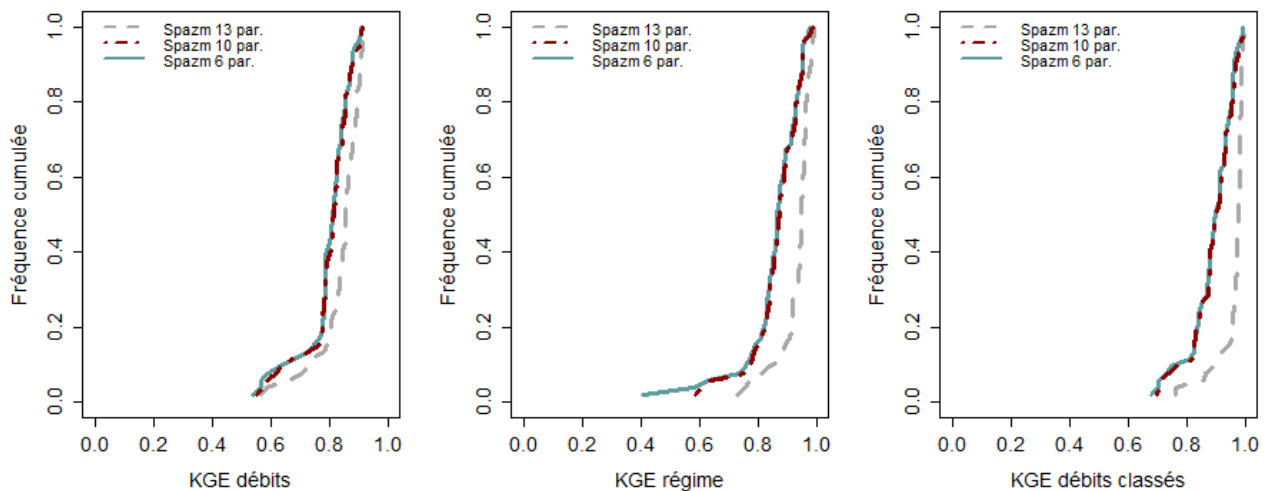 Spazm 13 par.
Spazm 10 par.
Spazm 6 par.
Fréquence cumulée
1.0
0.8
0.6
0.4
0.2
0.0
0.0 0.2 0.4 0.6 0.8 1.0
KGE débits
Spazm 13 par.
Spazm 10 par.
Spazm 6 par.
Fréquence cumulée
1.0
0.8
0.6
0.4
0.2
0.0
0.0 0.2 0.4 0.6 0.8 1.0
KGE régime
Spazm 13 par.
Spazm 10 par.
Spazm 6 par.
Fréquence cumulée
1.0
0.8
0.6
0.4
0.2
0.0
0.0 0.2 0.4 0.6 0.8 1.0
KGE débits classés